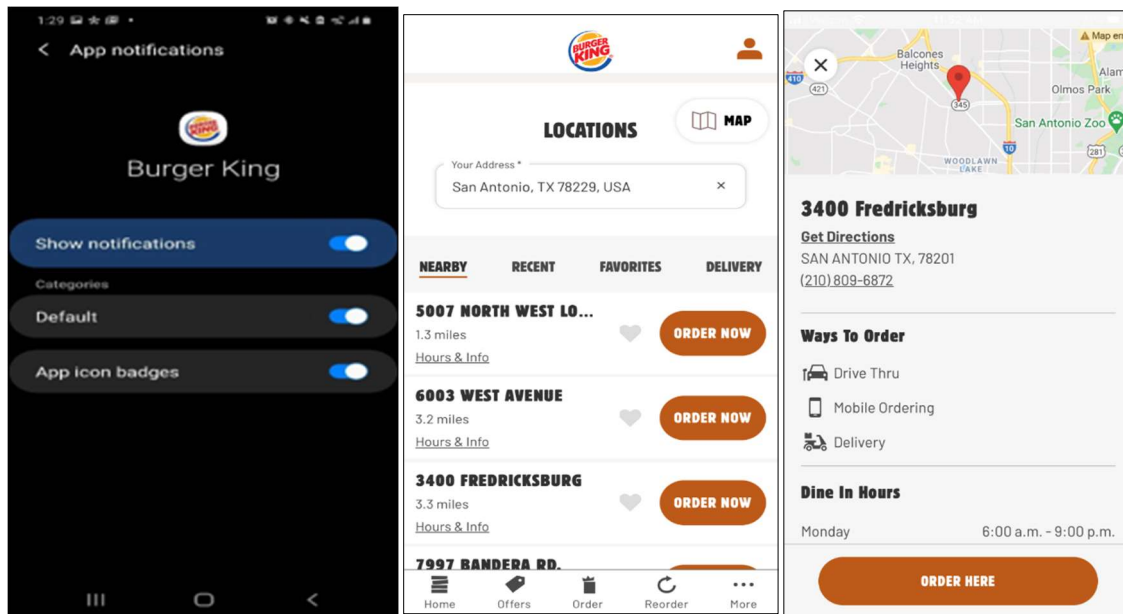 1:29
App notifications
BURGER KING
Burger King
Show notifications
Categories
Default
App icon badges
BURGER KING
LOCATIONS
MAP
Your Address *
San Antonio, TX 78229, USA
NEARBY RECENT FAVORITES DELIVERY
5007 NORTH WEST LO...
1.3 miles
Hours & Info
ORDER NOW
6003 WEST AVENUE
3.2 miles
Hours & Info
ORDER NOW
3400 FREDRICKSBURG
3.3 miles
Hours & Info
ORDER NOW
7997 BANDERA RD.
Home Offers Order Reorder More
Map
Balcones
Heights
Olmos Park
410
421
345
San Antonio Zoo
10
281
WOODLAWN
LAKE
3400 Fredricksburg
Get Directions
SAN ANTONIO TX, 78201
(210) 809-6872
Ways To Order
Drive Thru
Mobile Ordering
Delivery
Dine In Hours
Monday 6:00 a.m. - 9:00 p.m.
ORDER HERE